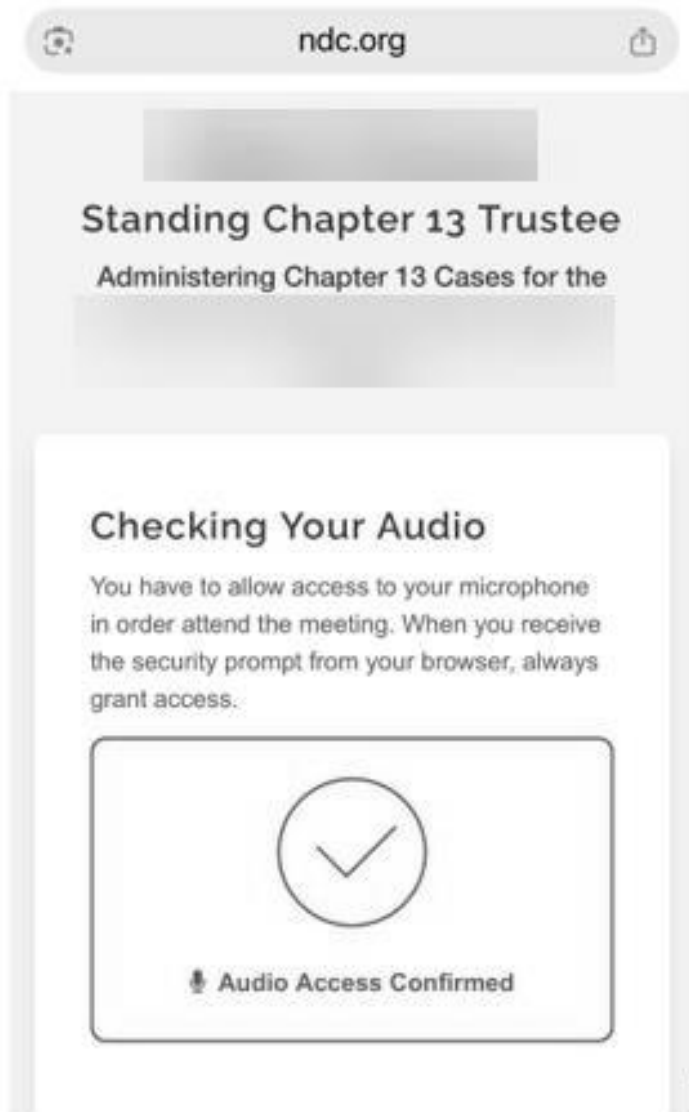 ndc.org
Standing Chapter 13 Trustee
Administering Chapter 13 Cases for the
Checking Your Audio
You have to allow access to your microphone
in order attend the meeting. When you receive
the security prompt from your browser, always
grant access.
Audio Access Confirmed